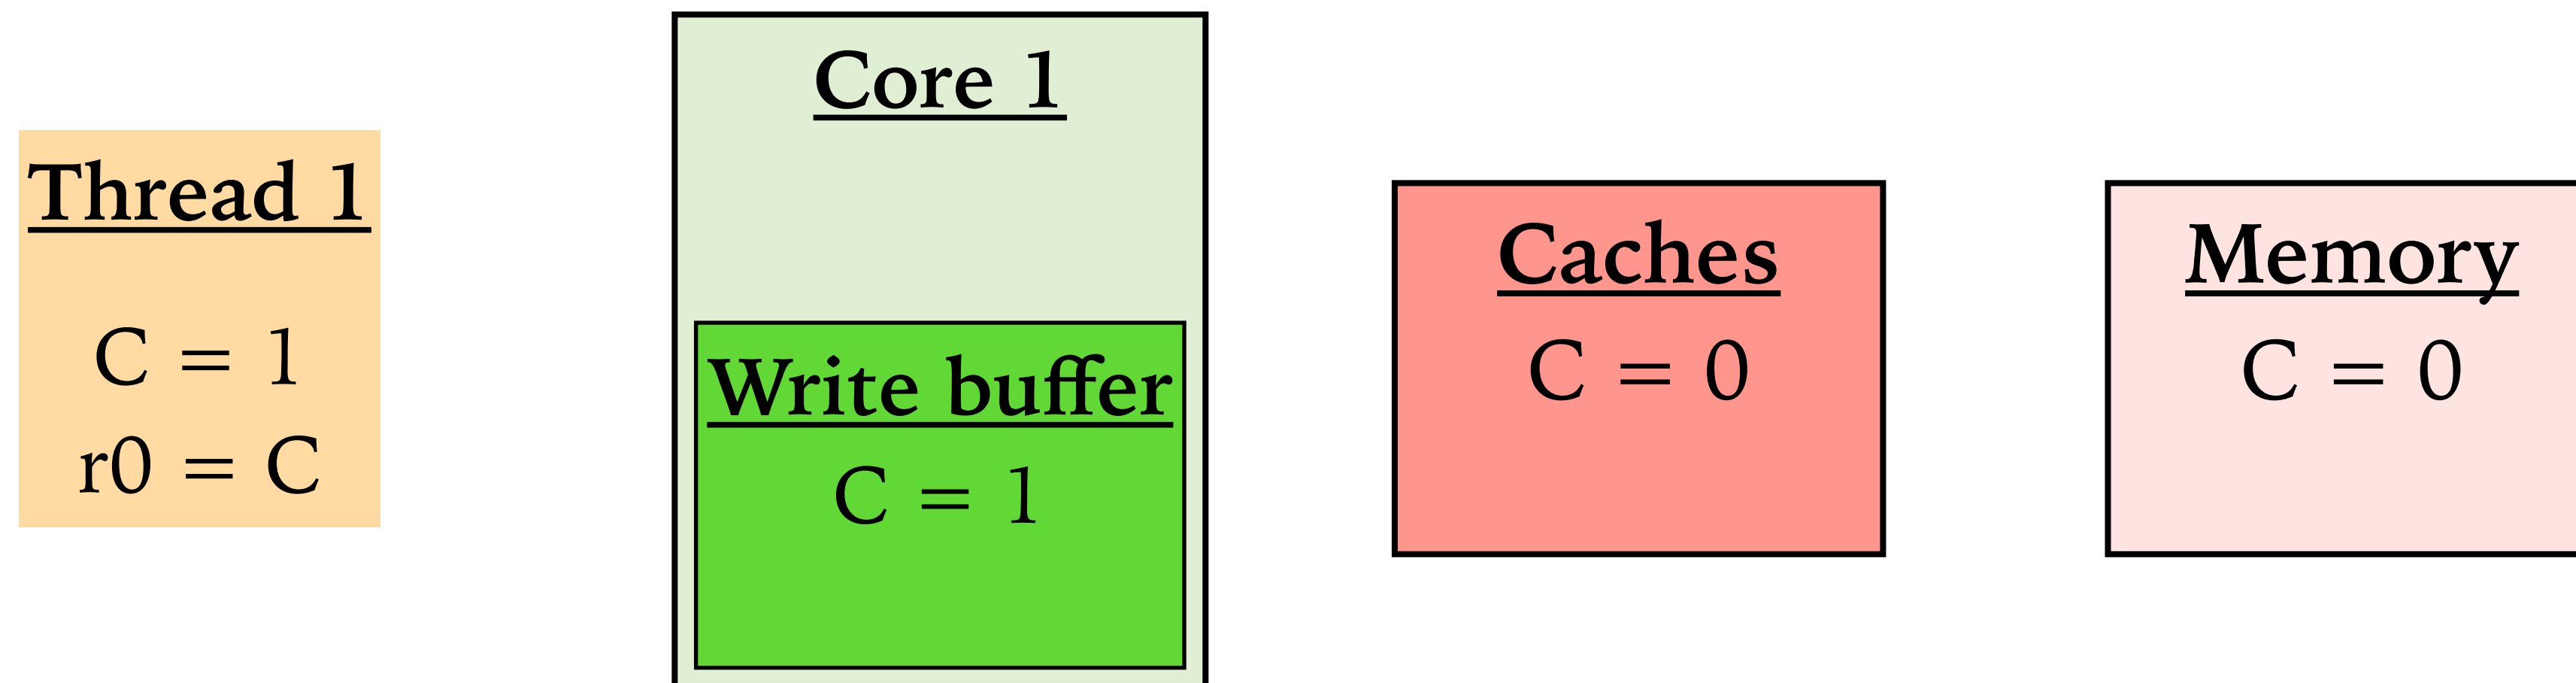 Thread 1
C = 1
r0 = C
Core 1
Write buffer
C = 1
Caches
C = 0
Memory
C = 0